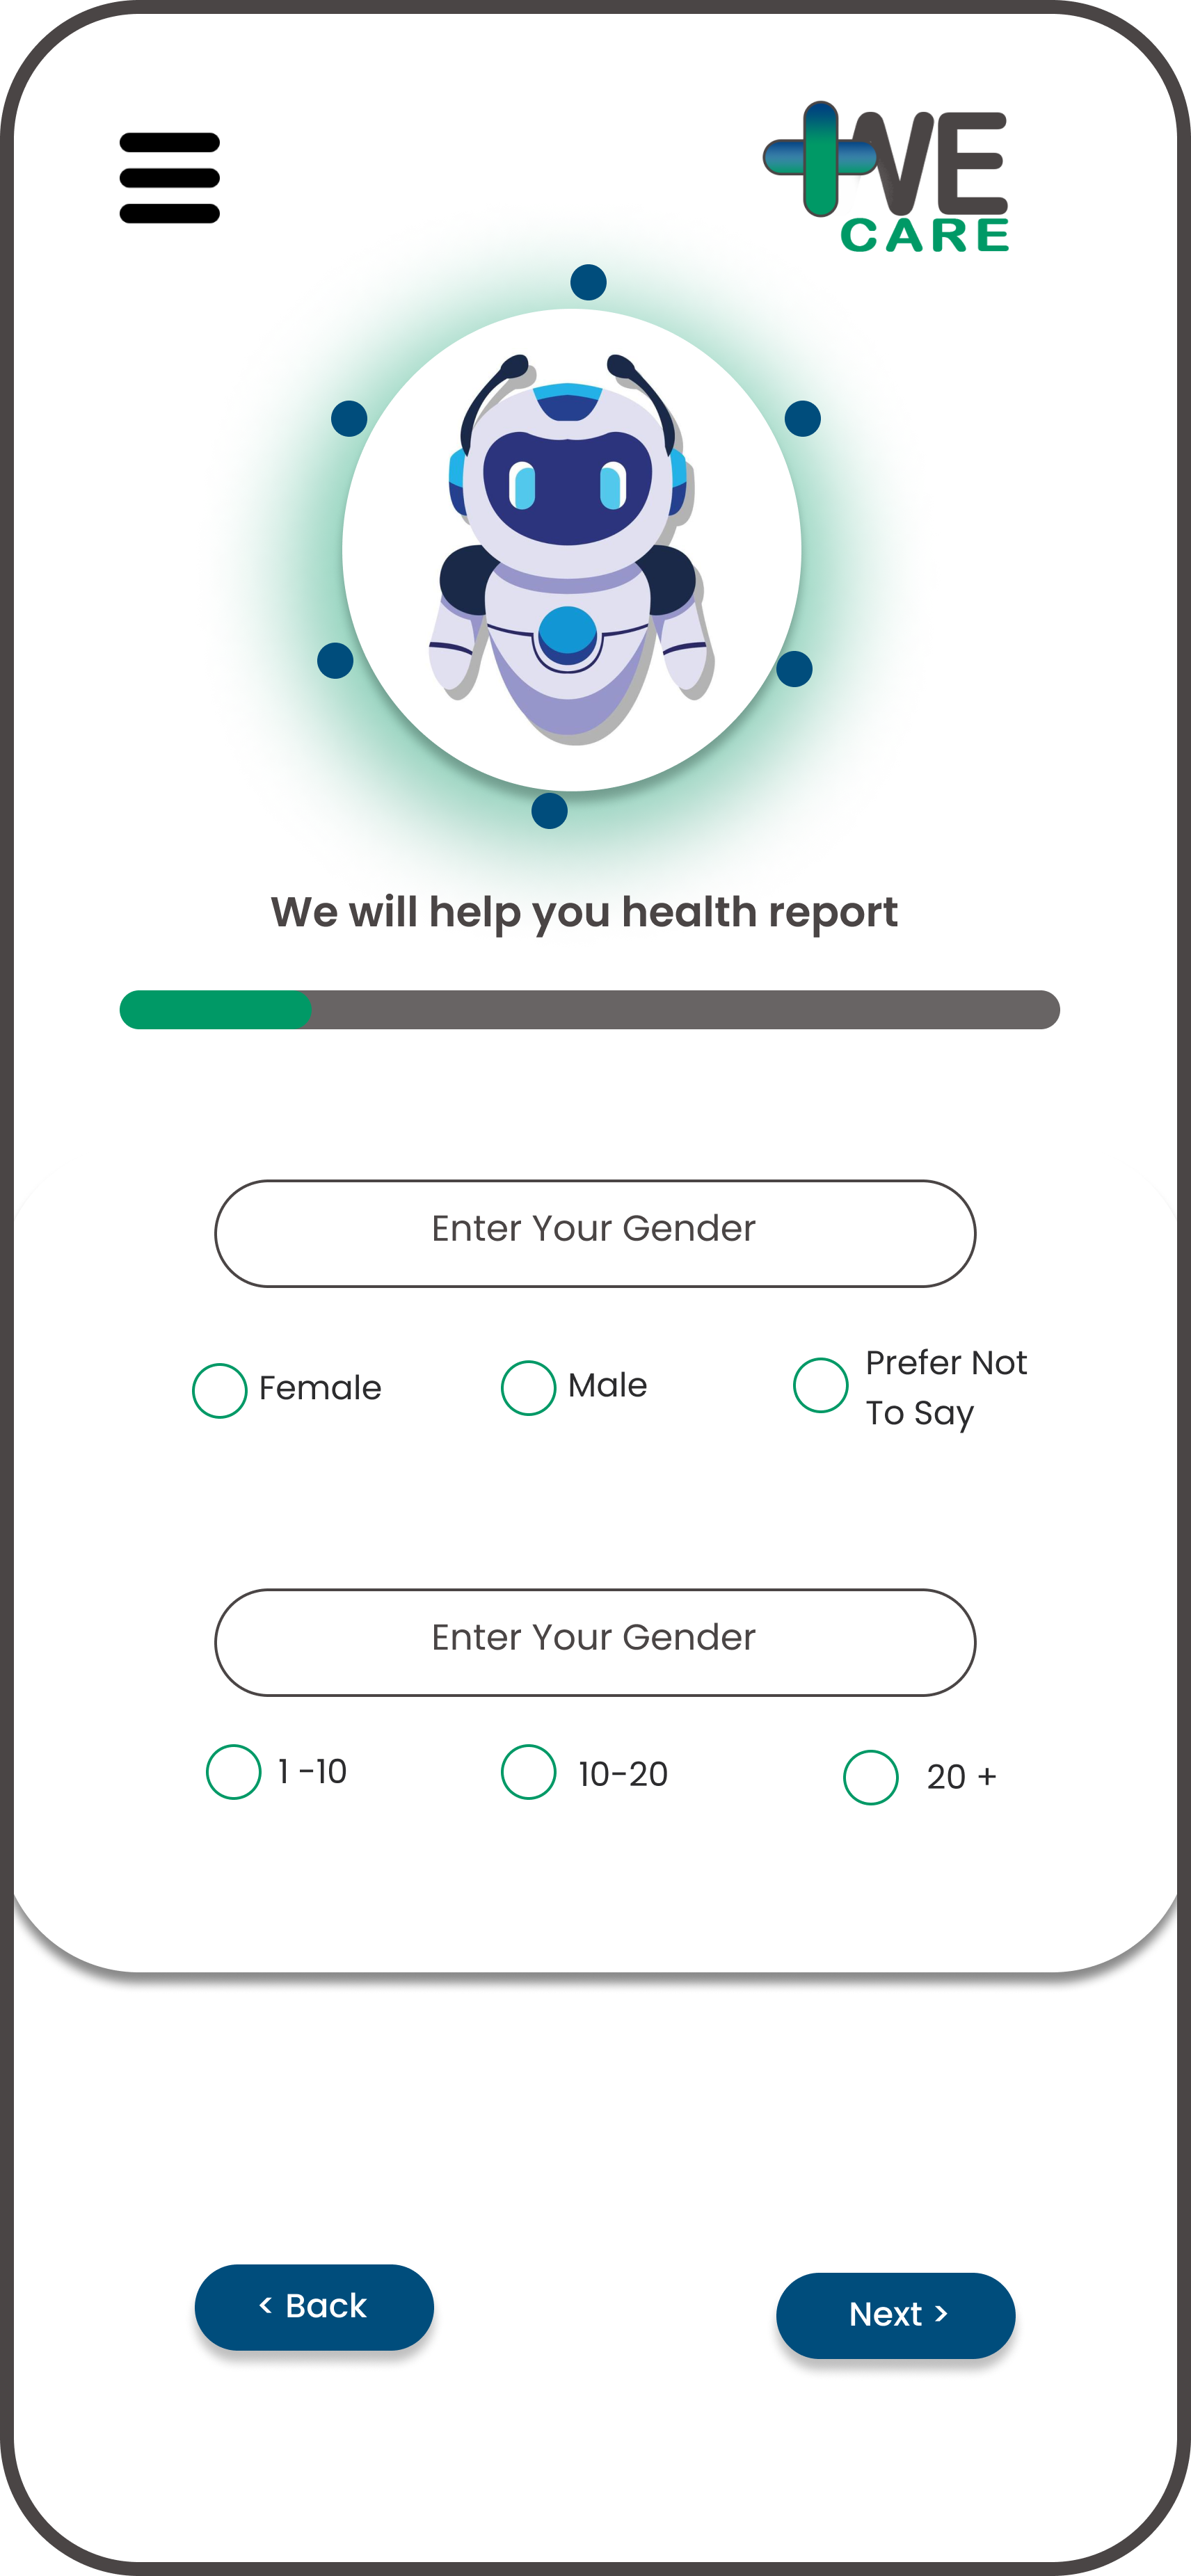 WE
CARE
We will help you health report
Enter Your Gender
Female
Male
Prefer Not
To Say
Enter Your Gender
1 -10
10-20
20 +
< Back
Next >